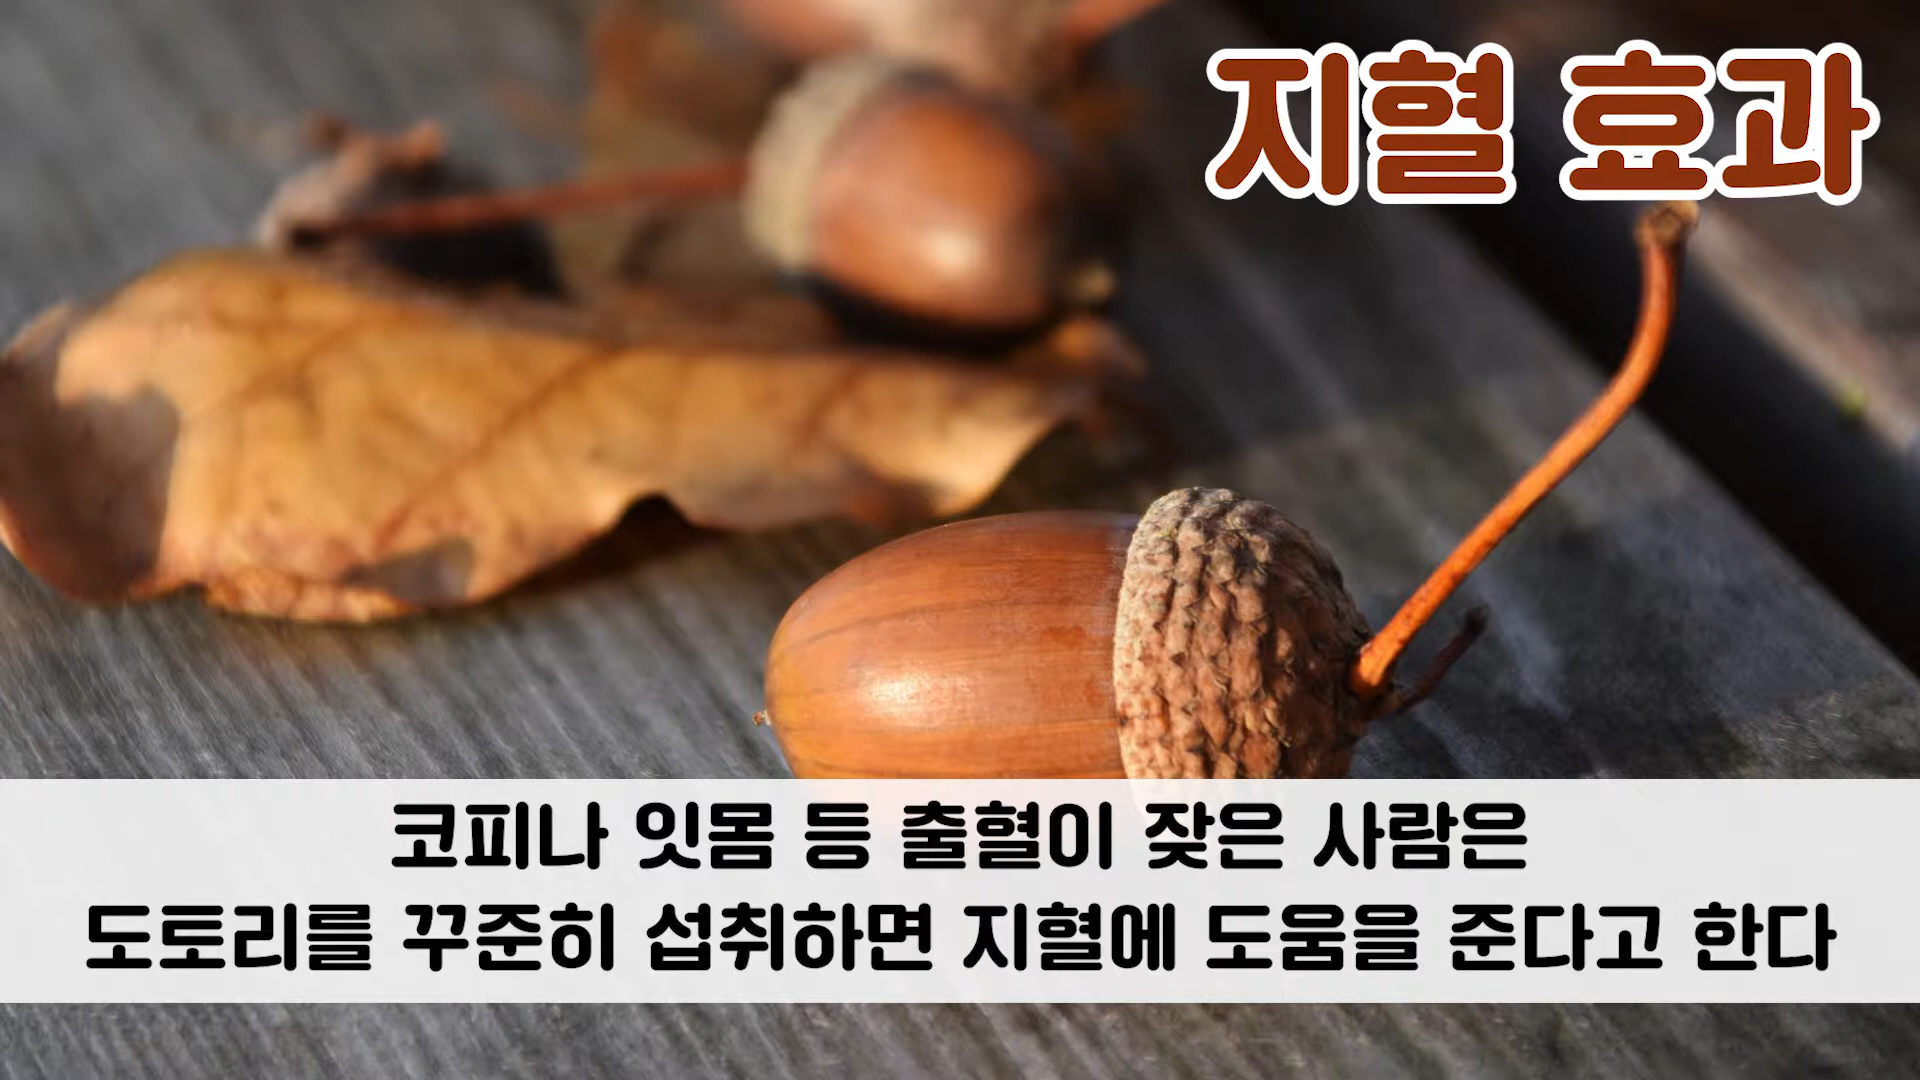 지혈 효과
코피나 잇몸 등 출혈이 잦은 사람은
도토리를 꾸준히 섭취하면 지혈에 도움을 준다고 한다